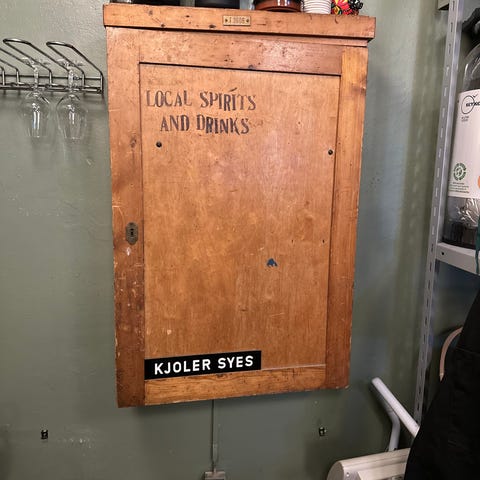 LOCAL SPIRITS
AND DRINKS
KJOLER SYES